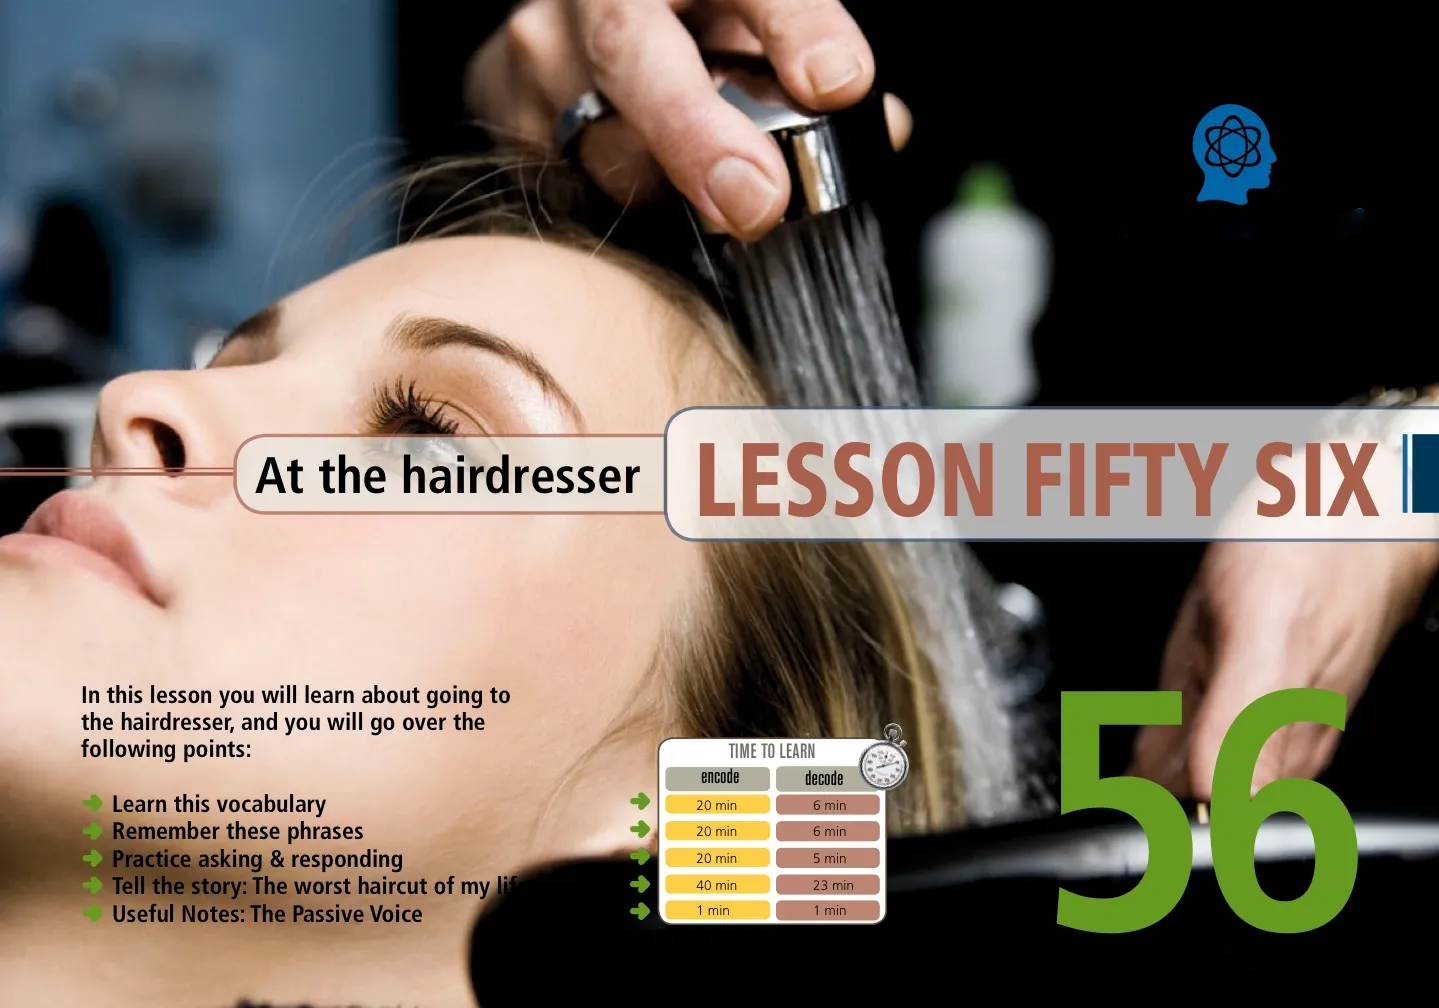 At the hairdresser
LESSON FIFTY SIX
In this lesson you will learn about going to
the hairdresser, and you will go over the
following points:
Learn this vocabulary
Remember these phrases
Practice asking & responding
Tell the story: The worst haircut of my life
Useful Notes: The Passive Voice
TIME TO LEARN
encode decode
20 min 6 min
20 min 6 min
20 min 5 min
40 min 23 min
1 min 1 min
56